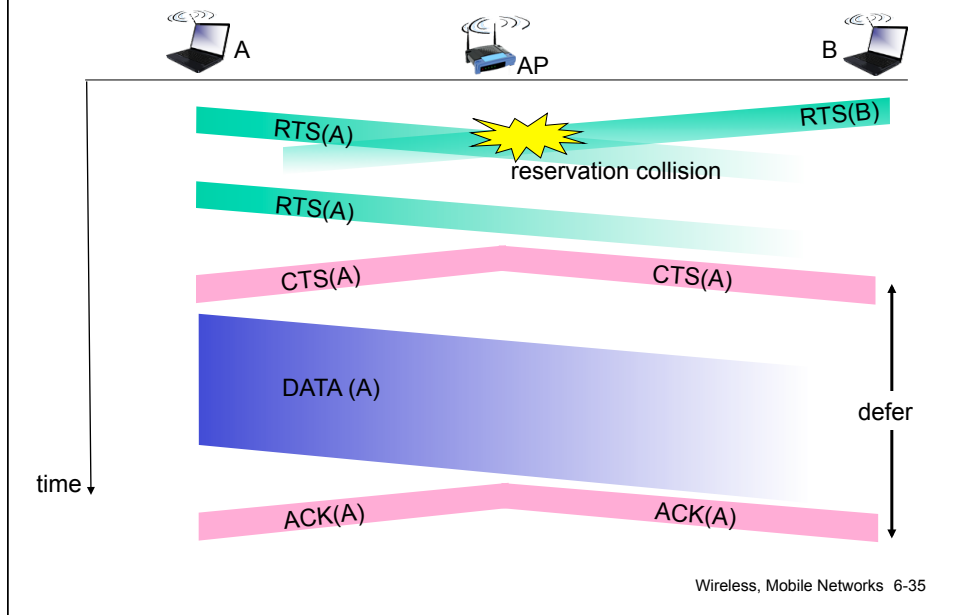 A
AP
B
RTS(A)
RTS(B)
reservation collision
RTS(A)
CTS(A)
CTS(A)
DATA (A)
defer
time
ACK(A)
ACK(A)
Wireless, Mobile Networks 6-35